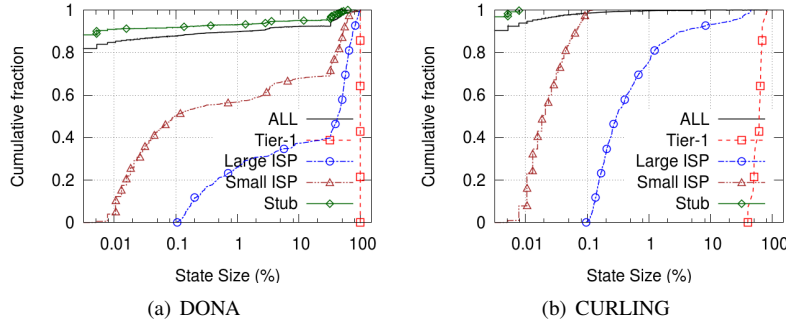 Cumulative fraction
1
0.8
0.6
0.4
0.2
0
ALL
Tier-1
Large ISP
Small ISP
Stub
0.01 0.1 1 10 100
State Size (%)
(a) DONA
Cumulative fraction
1
0.8
0.6
0.4
0.2
0
ALL
Tier-1
Large ISP
Small ISP
Stub
0.01 0.1 1 10 100
State Size (%)
(b) CURLING